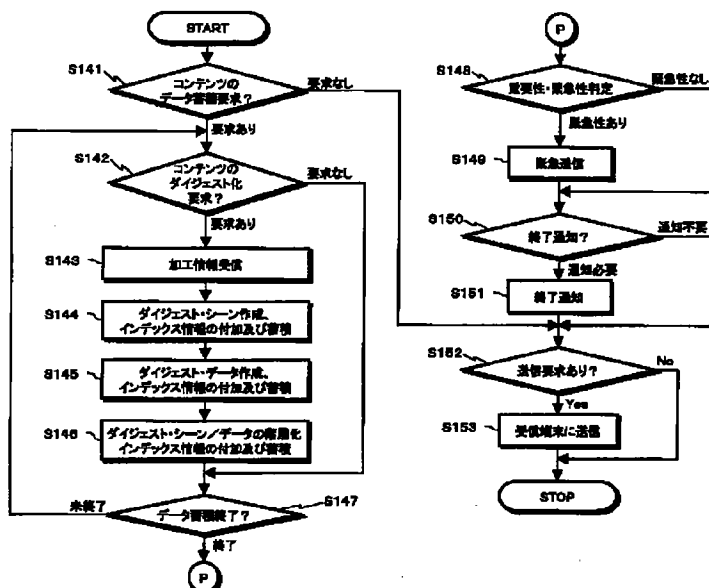 START
S141
コンテンツの
データ蓄積要求?
要求なし
要求あり
S142
コンテンツの
ダイジェスト化
要求?
要求なし
要求あり
S143
加工情報受信
S144
ダイジェスト・シーン作成、
インデックス情報の付加及び蓄積
S145
ダイジェスト・データ作成、
インデックス情報の付加及び蓄積
S146
ダイジェスト・シーン/データの階層化
インデックス情報の付加及び蓄積
S147
データ蓄積終了?
未終了
終了
P
P
S148
重要性・緊急性判定
緊急性なし
緊急性あり
S149
緊急送信
S150
終了通知?
通知不要
通知必要
S151
終了通知
S152
送信要求あり?
No
Yes
S153
受信端末に送信
STOP